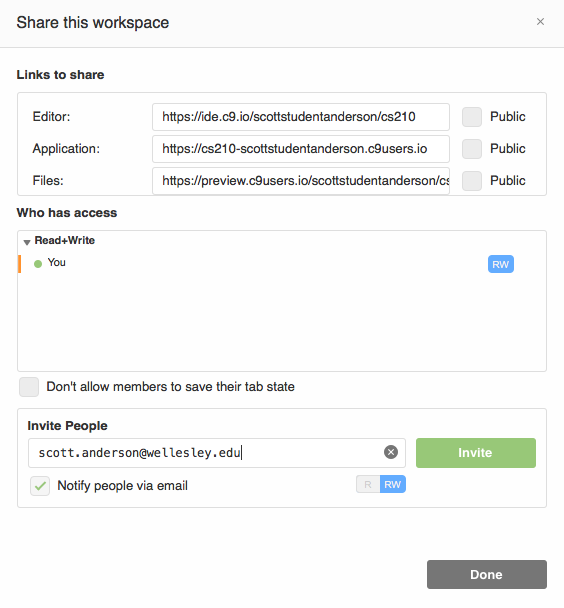 Share this workspace ×
Links to share
Editor: https://ide.c9.io/scottstudentanderson/cs210 Public
Application: https://cs210-scottstudentanderson.c9users.io Public
Files: https://preview.c9users.io/scottstudentanderson/cs Public
Who has access
Read+Write
You RW
Don't allow members to save their tab state
Invite People
scott.anderson@wellesley.edu Invite
Notify people via email R RW
Done